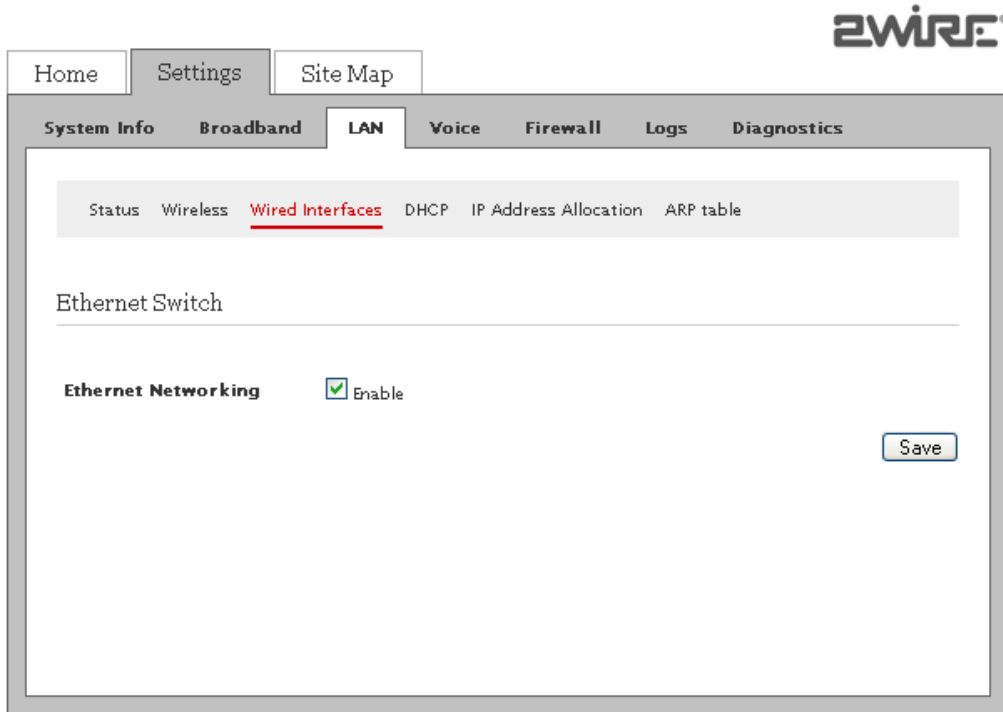 2WIRE
Home Settings Site Map
System Info Broadband LAN Voice Firewall Logs Diagnostics
Status Wireless Wired Interfaces DHCP IP Address Allocation ARP table
Ethernet Switch
Ethernet Networking Enable
Save